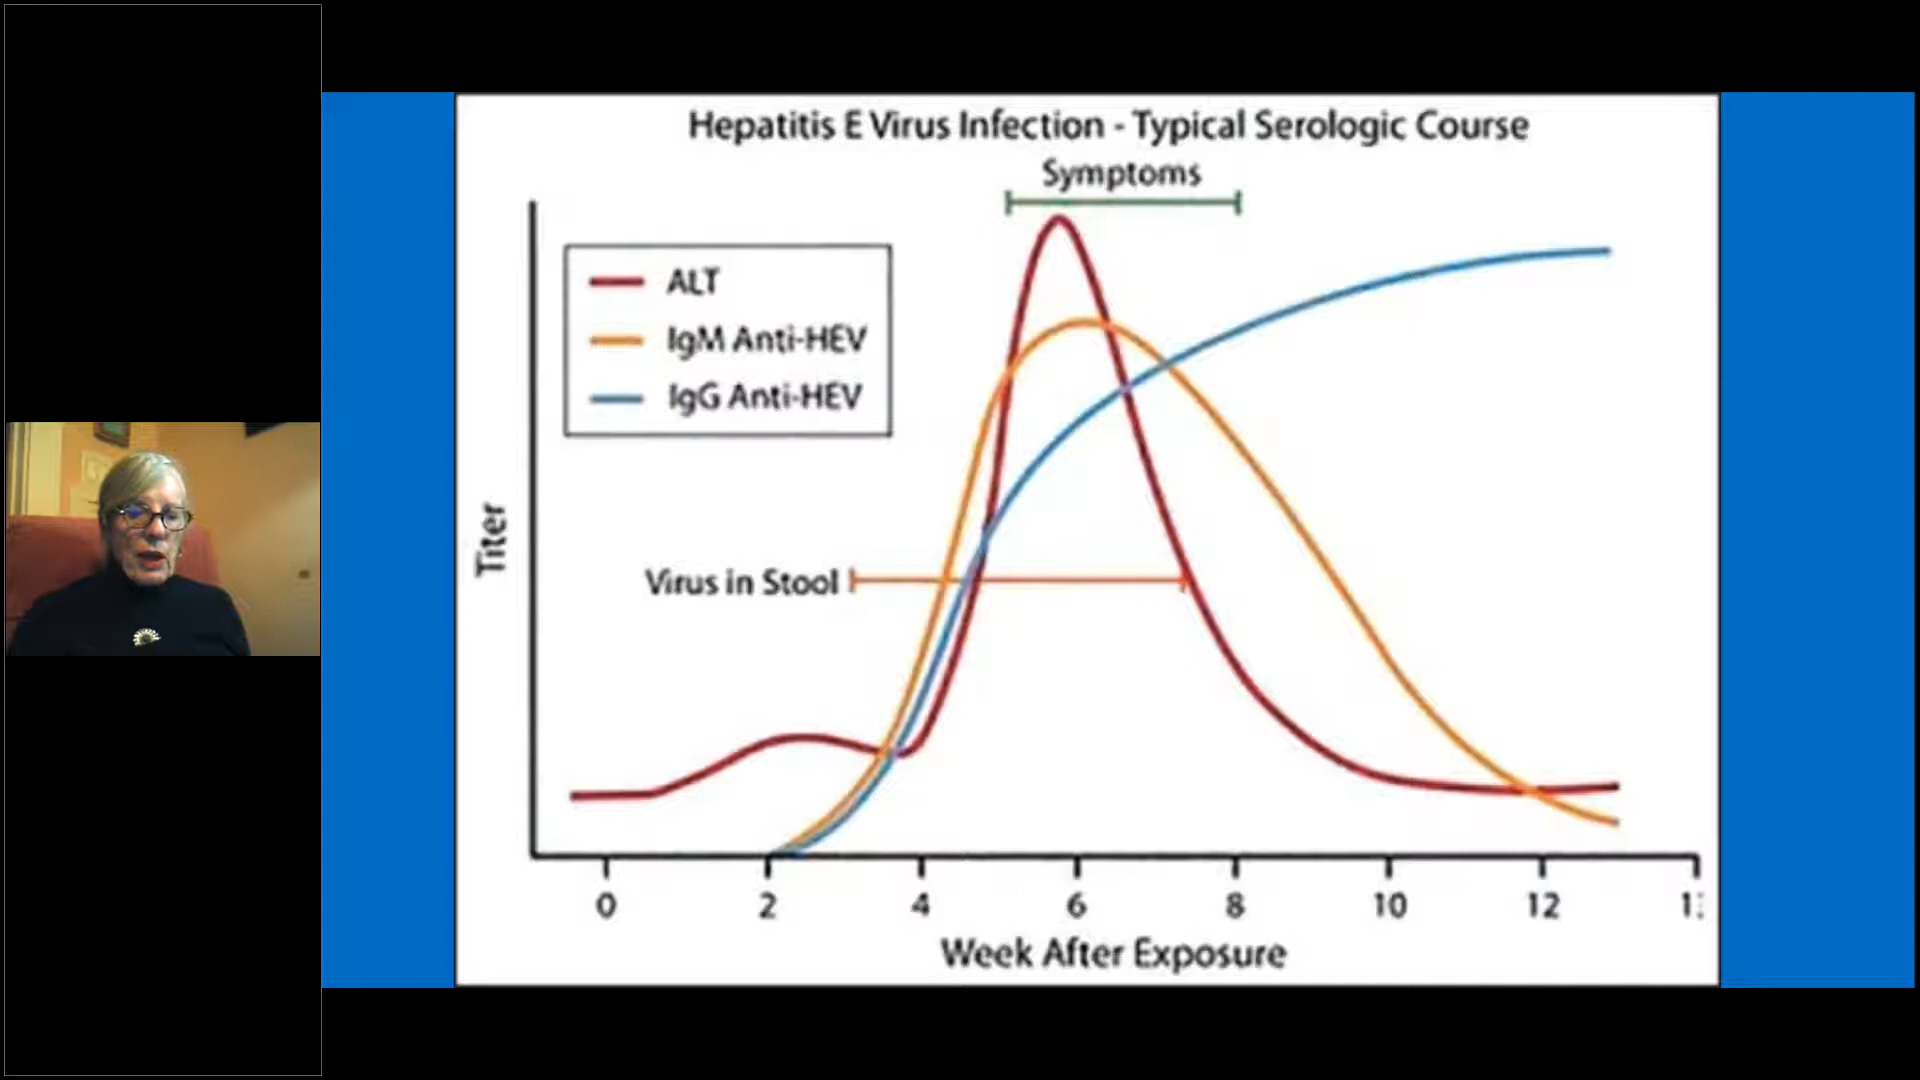 Hepatitis E Virus Infection - Typical Serologic Course
Symptoms
ALT
IgM Anti-HEV
IgG Anti-HEV
Titer
Virus in Stool
0 2 4 6 8 10 12
Week After Exposure